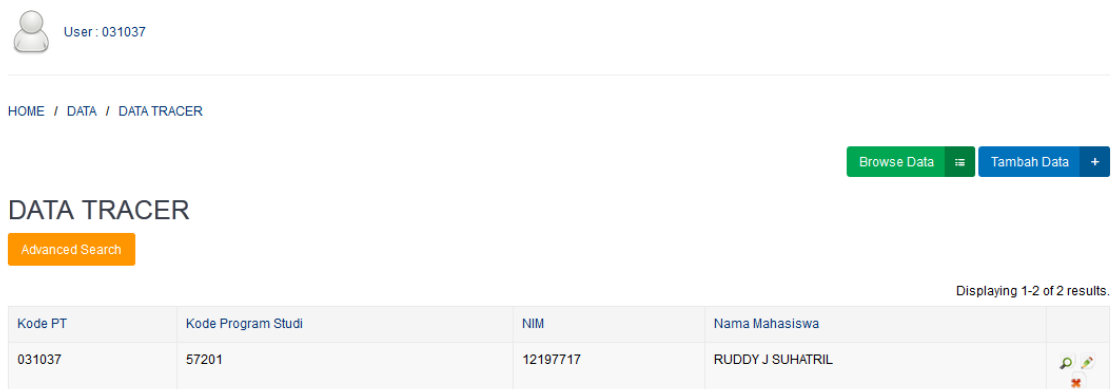 User : 031037
HOME / DATA / DATA TRACER
Browse Data
Tambah Data +
DATA TRACER
Advanced Search
Displaying 1-2 of 2 results.
Kode PT Kode Program Studi NIM Nama Mahasiswa
031037 57201 12197717 RUDDY J SUHATRIL